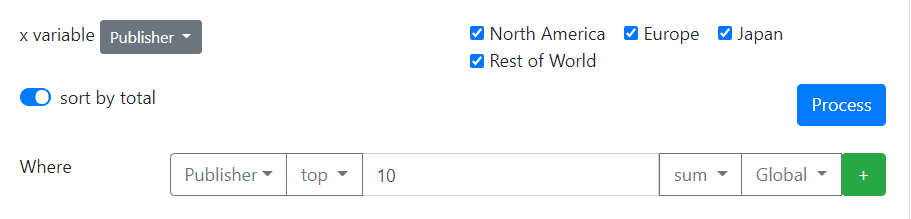 x variable Publisher North America Europe Japan
Rest of World
sort by total Process
Where Publisher top 10 sum Global +